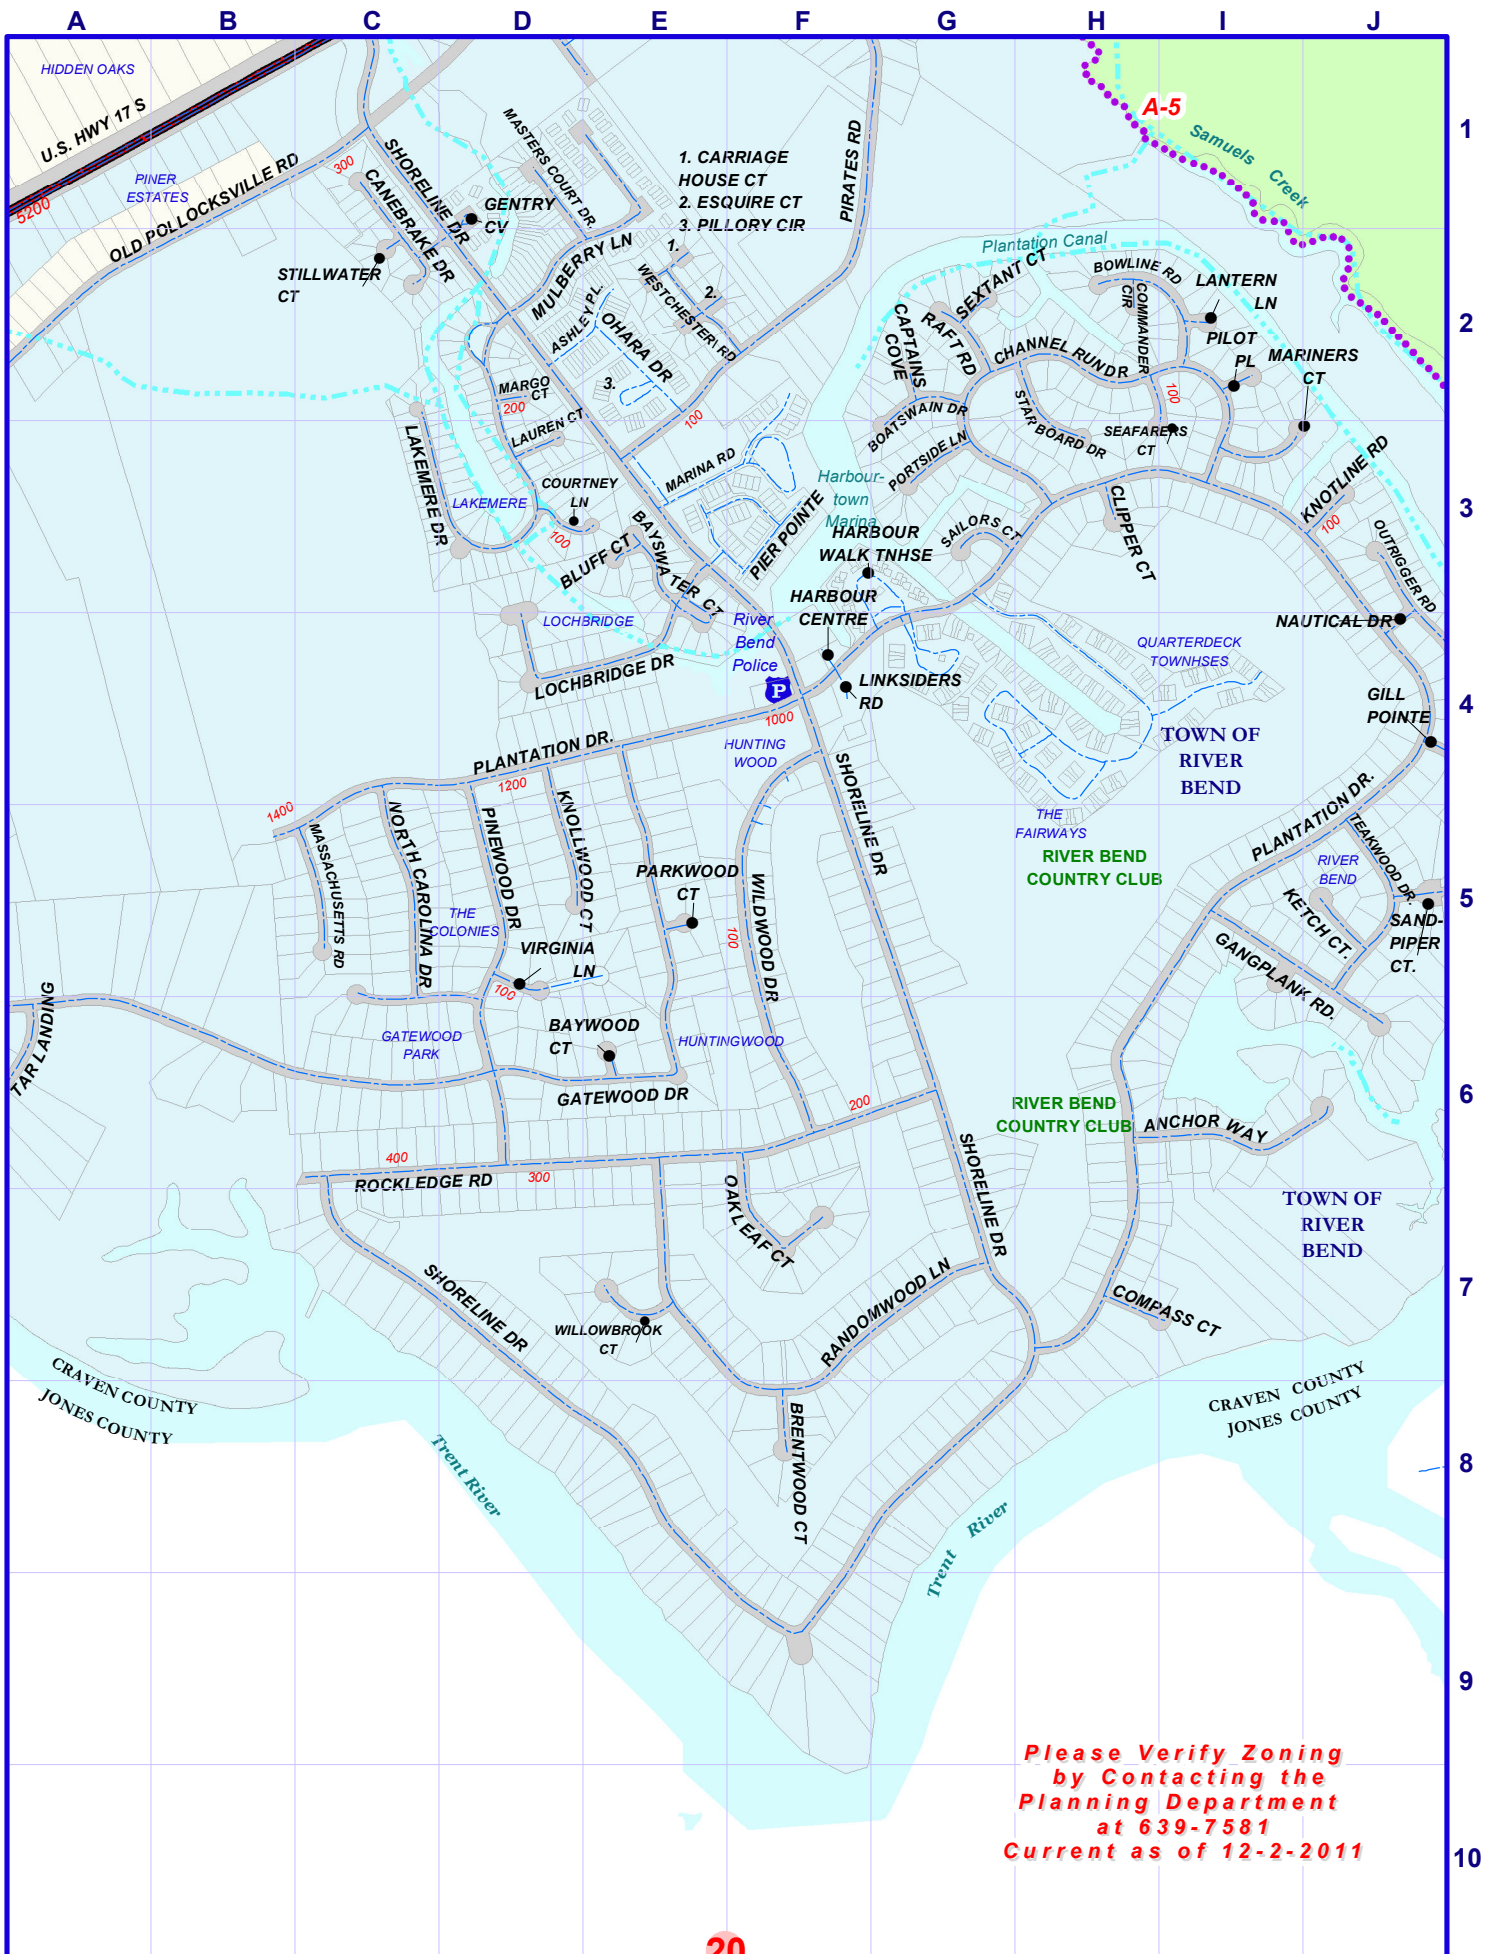 A B C D E F G H I J
HIDDEN OAKS
U.S. HWY 17 S
5200
PINER
ESTATES
OLD POLLOCKSVILLE RD
300
SHORELINE DR
CANEBRAKE DR
GENTRY
CV
STILLWATER
CT
MASTERS COURT DR.
MULBERRY LN
1. CARRIAGE
HOUSE CT
2. ESQUIRE CT
3. PILLORY CIR
PIRATES RD
A-5
Samuels
Creek
1
Plantation Canal
1.
2.
WESTCHESTER RD
ASHLEY PL.
OHARA DR
3.
100
SEXTANT CT
RAFT RD
CAPTAINS
COVE
BOWLINE RD
COMMANDER
CIR
LANTERN
LN
PILOT
PL
MARINERS
CT
CHANNEL RUN DR
100
2
MARGO
CT
200
LAUREN CT
LAKEMERE DR
LAKEMERE
COURTNEY
LN
100
MARINA RD
BOATSWAIN DR
PORTSIDE LN
STAR BOARD DR
SEAFARERS
CT
KNOTLINE RD
100
Harbour-
town
Marina
PIER POINTE
HARBOUR
WALK TNHSE
SAILORS CT
CLIPPER CT
OUTRIGGER RD
3
BLUFF CT
BAYSWA TER CT
HARBOUR
CENTRE
LOCHBRIDGE
LOCHBRIDGE DR
River
Bend
Police
P
LINKSIDERS
RD
NAUTICAL DR
QUARTERDECK
TOWNHSES
GILL
POINTE
4
1000
PLANTATION DR.
HUNTING
WOOD
1200
1400
TOWN OF
RIVER
BEND
SHORELINE DR
THE
FAIRWAYS
RIVER BEND
COUNTRY CLUB
PLANTATION DR.
TEAKWOOD DR.
MASSACHUSETTS RD
NORTH CAROLINA DR
PINEWOOD DR
KNOLLWOOD CT
PARKWOOD
CT
WILDWOOD DR
100
THE
COLONIES
VIRGINIA
LN
100
RIVER
BEND
KETCH CT.
SAND-
PIPER
CT.
5
GANGPLANK RD.
TAR LANDING
GATEWOOD
PARK
BAYWOOD
CT
HUNTINGWOOD
GATEWOOD DR
200
RIVER BEND
COUNTRY CLUB
ANCHOR WAY
6
400
ROCKLEDGE RD
300
OAKLEAF CT
SHORELINE DR
TOWN OF
RIVER
BEND
SHORELINE DR
WILLOWBROOK
CT
RANDOMWOOD LN
COMPASS CT
7
CRAVEN COUNTY
JONES COUNTY
CRAVEN COUNTY
JONES COUNTY
BRENTWOOD CT
Trent River
Trent River
8
9
Please Verify Zoning
by Contacting the
Planning Department
at 639-7581
Current as of 12-2-2011
10
20